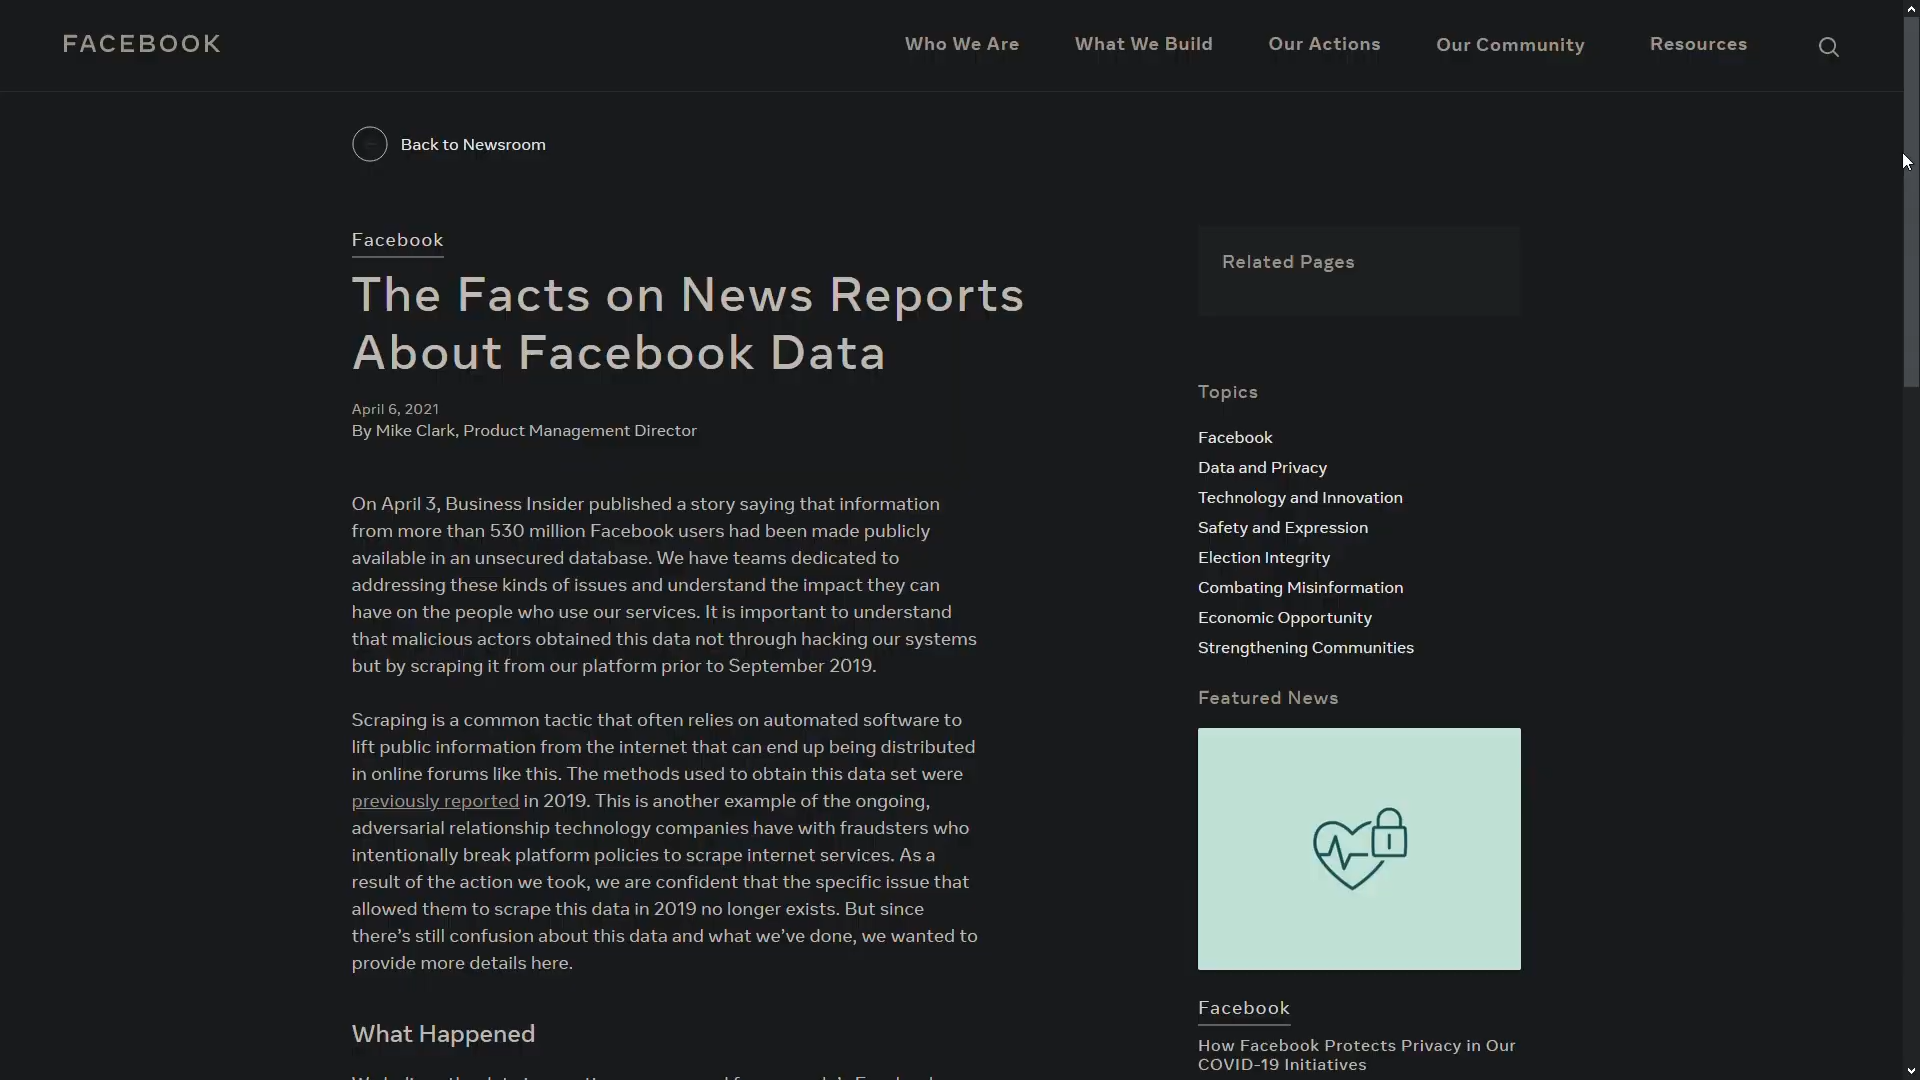 FACEBOOK
Who We Are
What We Build
Our Actions
Our Community
Resources
Back to Newsroom
Facebook
The Facts on News Reports
About Facebook Data
April 6, 2021
By Mike Clark, Product Management Director
On April 3, Business Insider published a story saying that information
from more than 530 million Facebook users had been made publicly
available in an unsecured database. We have teams dedicated to
addressing these kinds of issues and understand the impact they can
have on the people who use our services. It is important to understand
that malicious actors obtained this data not through hacking our systems
but by scraping it from our platform prior to September 2019.
Scraping is a common tactic that often relies on automated software to
lift public information from the internet that can end up being distributed
in online forums like this. The methods used to obtain this data set were
previously reported in 2019. This is another example of the ongoing,
adversarial relationship technology companies have with fraudsters who
intentionally break platform policies to scrape internet services. As a
result of the action we took, we are confident that the specific issue that
allowed them to scrape this data in 2019 no longer exists. But since
there’s still confusion about this data and what we’ve done, we wanted to
provide more details here.
What Happened
Related Pages
Topics
Facebook
Data and Privacy
Technology and Innovation
Safety and Expression
Election Integrity
Combating Misinformation
Economic Opportunity
Strengthening Communities
Featured News
Facebook
How Facebook Protects Privacy in Our
COVID-19 Initiatives